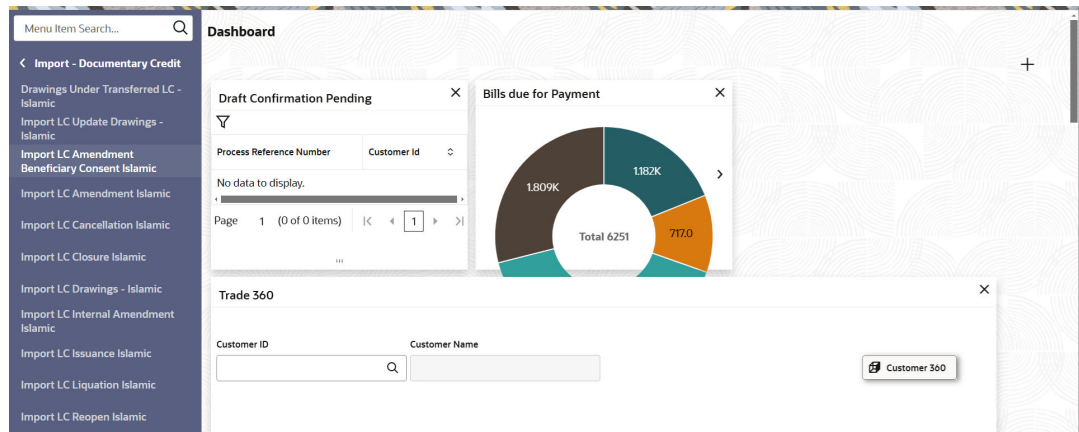 Menu Item Search...
Import - Documentary Credit
Drawings Under Transferred LC -
Islamic
Import LC Update Drawings -
Islamic
Import LC Amendment
Beneficiary Consent Islamic
Import LC Amendment Islamic
Import LC Cancellation Islamic
Import LC Closure Islamic
Import LC Drawings - Islamic
Import LC Internal Amendment
Islamic
Import LC Issuance Islamic
Import LC Liquation Islamic
Import LC Reopen Islamic
Dashboard
Draft Confirmation Pending
Process Reference Number Customer Id
No data to display.
Page 1 (0 of 0 items) 1
Bills due for Payment
1.182K
1.809K
717.0
Total 6251
Trade 360
Customer ID Customer Name
Customer 360